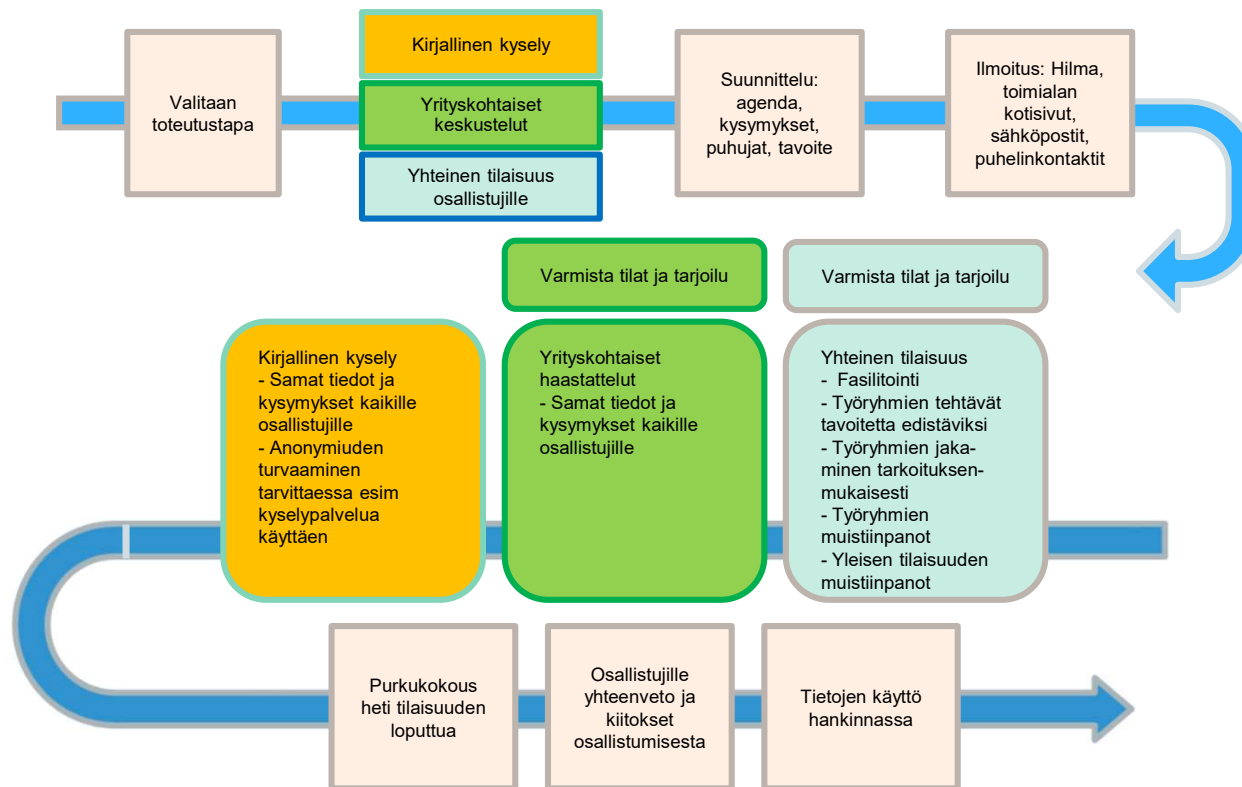 Valitaan
toteutustapa
Kirjallinen kysely
Yrityskohtaiset
keskustelut
Yhteinen tilaisuus
osallistujille
Suunnittelu:
agenda,
kysymykset,
puhujat, tavoite
Ilmoitus: Hilma,
toimialan
kotisivut,
sähköpostit,
puhelinkontaktit
Varmista tilat ja tarjoilu
Varmista tilat ja tarjoilu
Kirjallinen kysely
- Samat tiedot ja
kysymykset kaikille
osallistujille
- Anonymiuden
turvaaminen
tarvittaessa esim
kyselypalvelua
käyttäen
Yrityskohtaiset
haastattelut
- Samat tiedot ja
kysymykset kaikille
osallistujille
Yhteinen tilaisuus
- Fasilitointi
- Työryhmien tehtävät
tavoitetta edistäviksi
- Työryhmien jaka-
minen tarkoituksen-
mukaisesti
- Työryhmien
muistiinpanot
- Yleisen tilaisuuden
muistiinpanot
Purkukokous
heti tilaisuuden
loputtua
Osallistujille
yhteenveto ja
kiitokset
osallistumisesta
Tietojen käyttö
hankinnassa